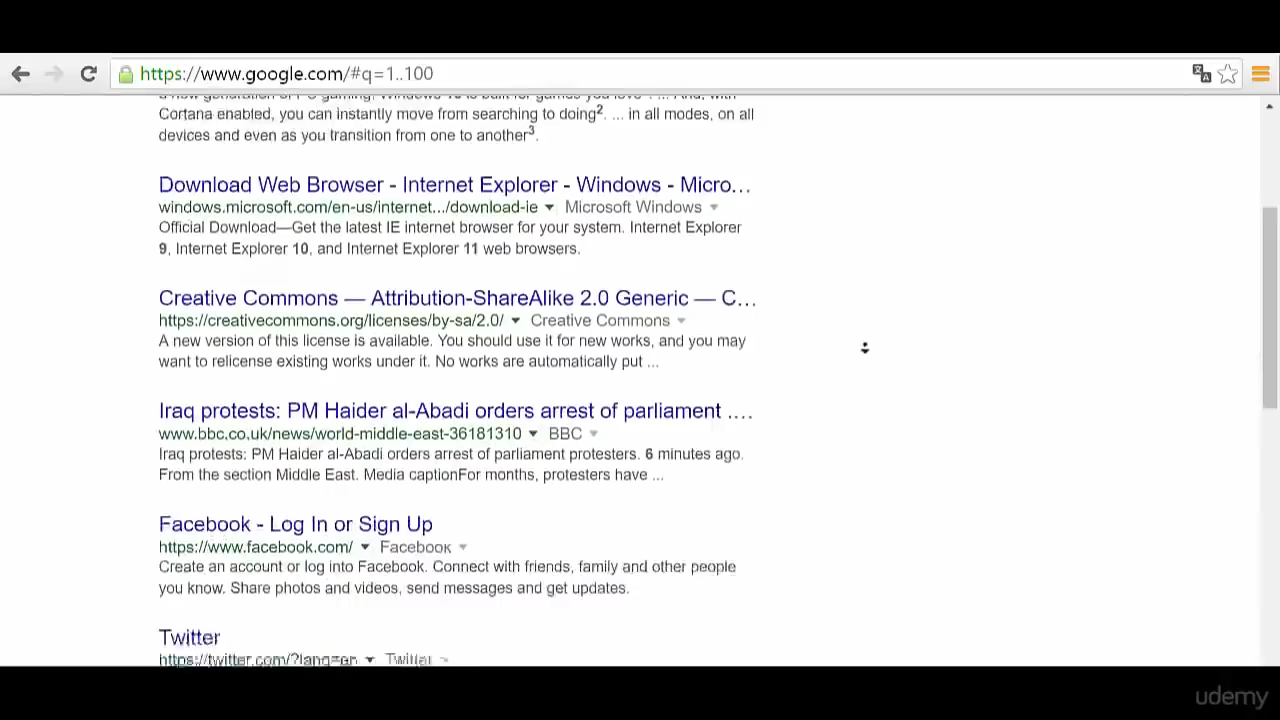 https://www.google.com/#q=1..100
Cortana enabled, you can instantly move from searching to doing2. ... in all modes, on all
devices and even as you transition from one to another3.
Download Web Browser - Internet Explorer - Windows - Micro...
windows.microsoft.com/en-us/internet.../download-ie Microsoft Windows
Official Download—Get the latest IE internet browser for your system. Internet Explorer
9, Internet Explorer 10, and Internet Explorer 11 web browsers.
Creative Commons — Attribution-ShareAlike 2.0 Generic — C...
https://creativecommons.org/licenses/by-sa/2.0/ Creative Commons
A new version of this license is available. You should use it for new works, and you may
want to relicense existing works under it. No works are automatically put ...
Iraq protests: PM Haider al-Abadi orders arrest of parliament ....
www.bbc.co.uk/news/world-middle-east-36181310 BBC
Iraq protests: PM Haider al-Abadi orders arrest of parliament protesters. 6 minutes ago.
From the section Middle East. Media captionFor months, protesters have ...
Facebook - Log In or Sign Up
https://www.facebook.com/ Facebook
Create an account or log into Facebook. Connect with friends, family and other people
you know. Share photos and videos, send messages and get updates.
Twitter
https://twitter.com/?lang=en Twitter
udemy